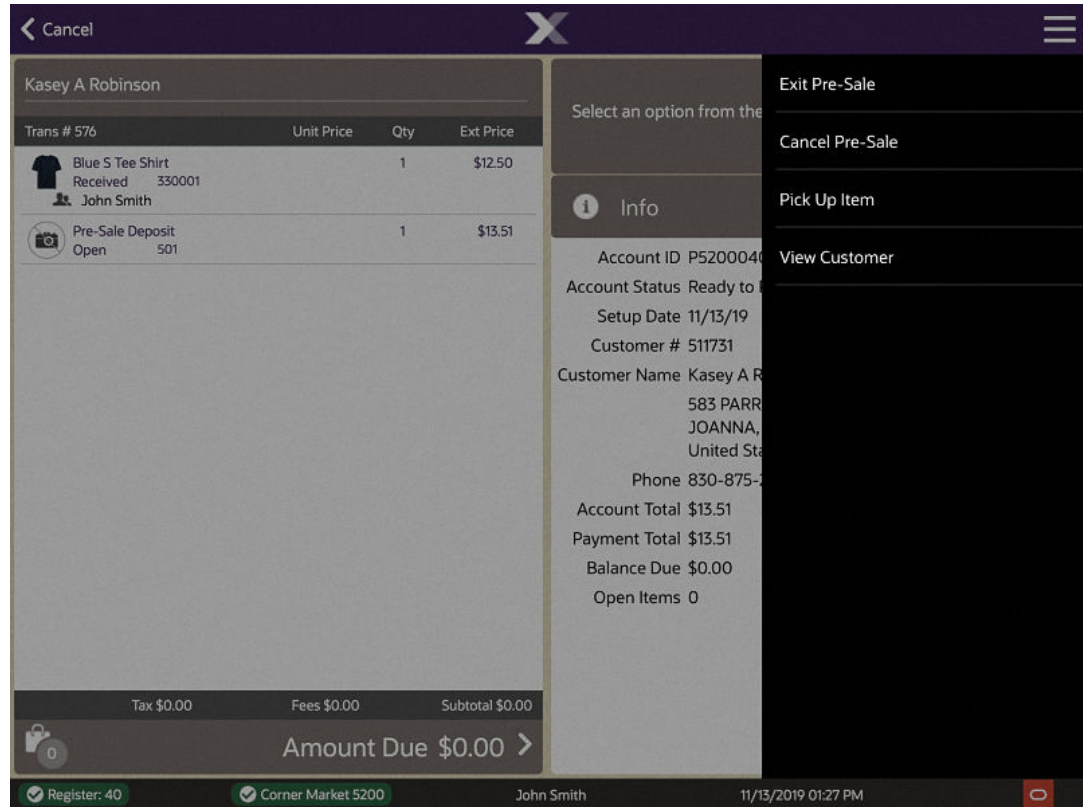 Cancel
X
Kasey A Robinson
Trans # 576 Unit Price Qty Ext Price
Blue S Tee Shirt 1 $12.50
Received 330001
John Smith
Pre-Sale Deposit 1 $13.51
Open 501
Tax $0.00 Fees $0.00 Subtotal $0.00
0
Amount Due $0.00
Select an option from the
Info
Account ID P520004
Account Status Ready to
Setup Date 11/13/19
Customer # 511731
Customer Name Kasey A R
583 PARR
JOANNA,
United Sta
Phone 830-875-
Account Total $13.51
Payment Total $13.51
Balance Due $0.00
Open Items 0
Exit Pre-Sale
Cancel Pre-Sale
Pick Up Item
View Customer
Register: 40 Corner Market 5200 John Smith 11/13/2019 01:27 PM